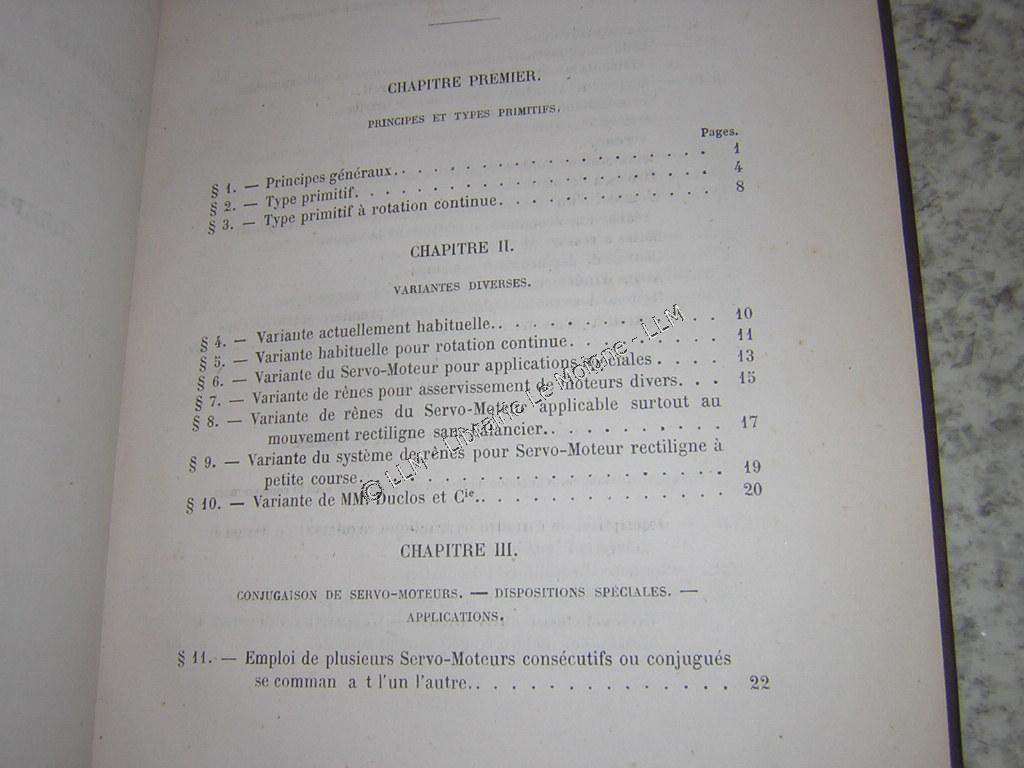 CHAPITRE PREMIER.
PRINCIPES ET TYPES PRIMITIFS.
Pages.
§ 1. — Principes généraux. . . . . . . . . . . . . . . . . . 1
§ 2. — Type primitif. . . . . . . . . . . . . . . . . . . . 4
§ 3. — Type primitif à rotation continue. . . . . . . . . . 8
CHAPITRE II.
VARIANTES DIVERSES.
§ 4. — Variante actuellement habituelle. . . . . . . . . . . 10
§ 5. — Variante habituelle pour rotation continue. . . . . . 11
§ 6. — Variante du Servo-Moteur pour applications spéciales . . . . 13
§ 7. — Variante de rênes pour asservissement de moteurs divers. . . 15
§ 8. — Variante de rênes du Servo-Moteur applicable surtout au
mouvement rectiligne sans balancier. . . . . . . . . . 17
§ 9. — Variante du système de rênes pour Servo-Moteur rectiligne à
petite course. . . . . . . . . . . . . . . . . 19
§ 10. — Variante de MM. Duclos et Cie. . . . . . . . . . . . . . 20
CHAPITRE III.
CONJUGAISON DE SERVO-MOTEURS. — DISPOSITIONS SPÉCIALES. —
APPLICATIONS.
§ 11. — Emploi de plusieurs Servo-Moteurs consécutifs ou conjugués
se comman a t l'un l'autre. . . . . . . . . . . . . . 22
© LLM - Librairie Le Moigne - LLM